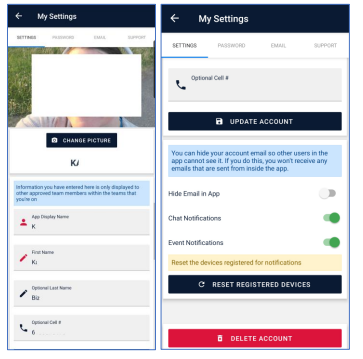 My Settings
SETTINGS PASSWORD EMAIL SUPPORT
CHANGE PICTURE
K/
Information you have entered here is only displayed to
other approved team members within the teams that
you're on
App Display Name
K
First Name
Ki
Optional Last Name
Biz
Optional Cell #
6
My Settings
SETTINGS PASSWORD EMAIL SUPPORT
Optional Cell #
UPDATE ACCOUNT
You can hide your account email so other users in the
app cannot see it. If you do this, you won't receive any
emails that are sent from inside the app.
Hide Email in App
Chat Notifications
Event Notifications
Reset the devices registered for notifications
RESET REGISTERED DEVICES
DELETE ACCOUNT